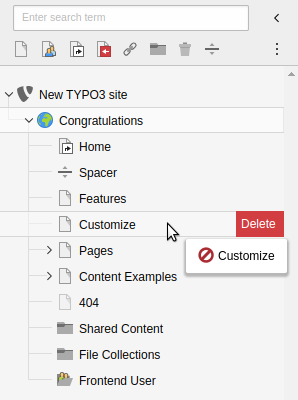 Enter search term
New TYPO3 site
Congratulations
Home
Spacer
Features
Customize
Delete
Customize
Pages
Content Examples
404
Shared Content
File Collections
Frontend User